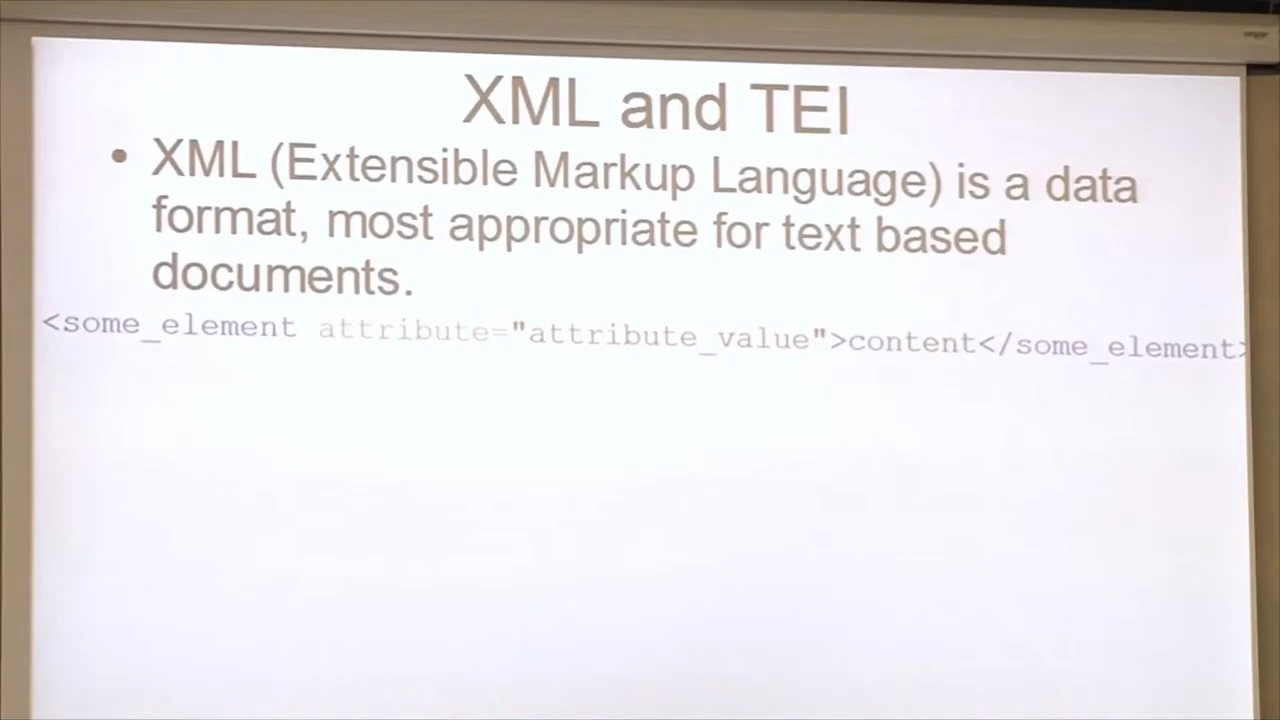 XML and TEI
• XML (Extensible Markup Language) is a data
format, most appropriate for text based
documents.
<some_element attribute="attribute_value">content</some_element>